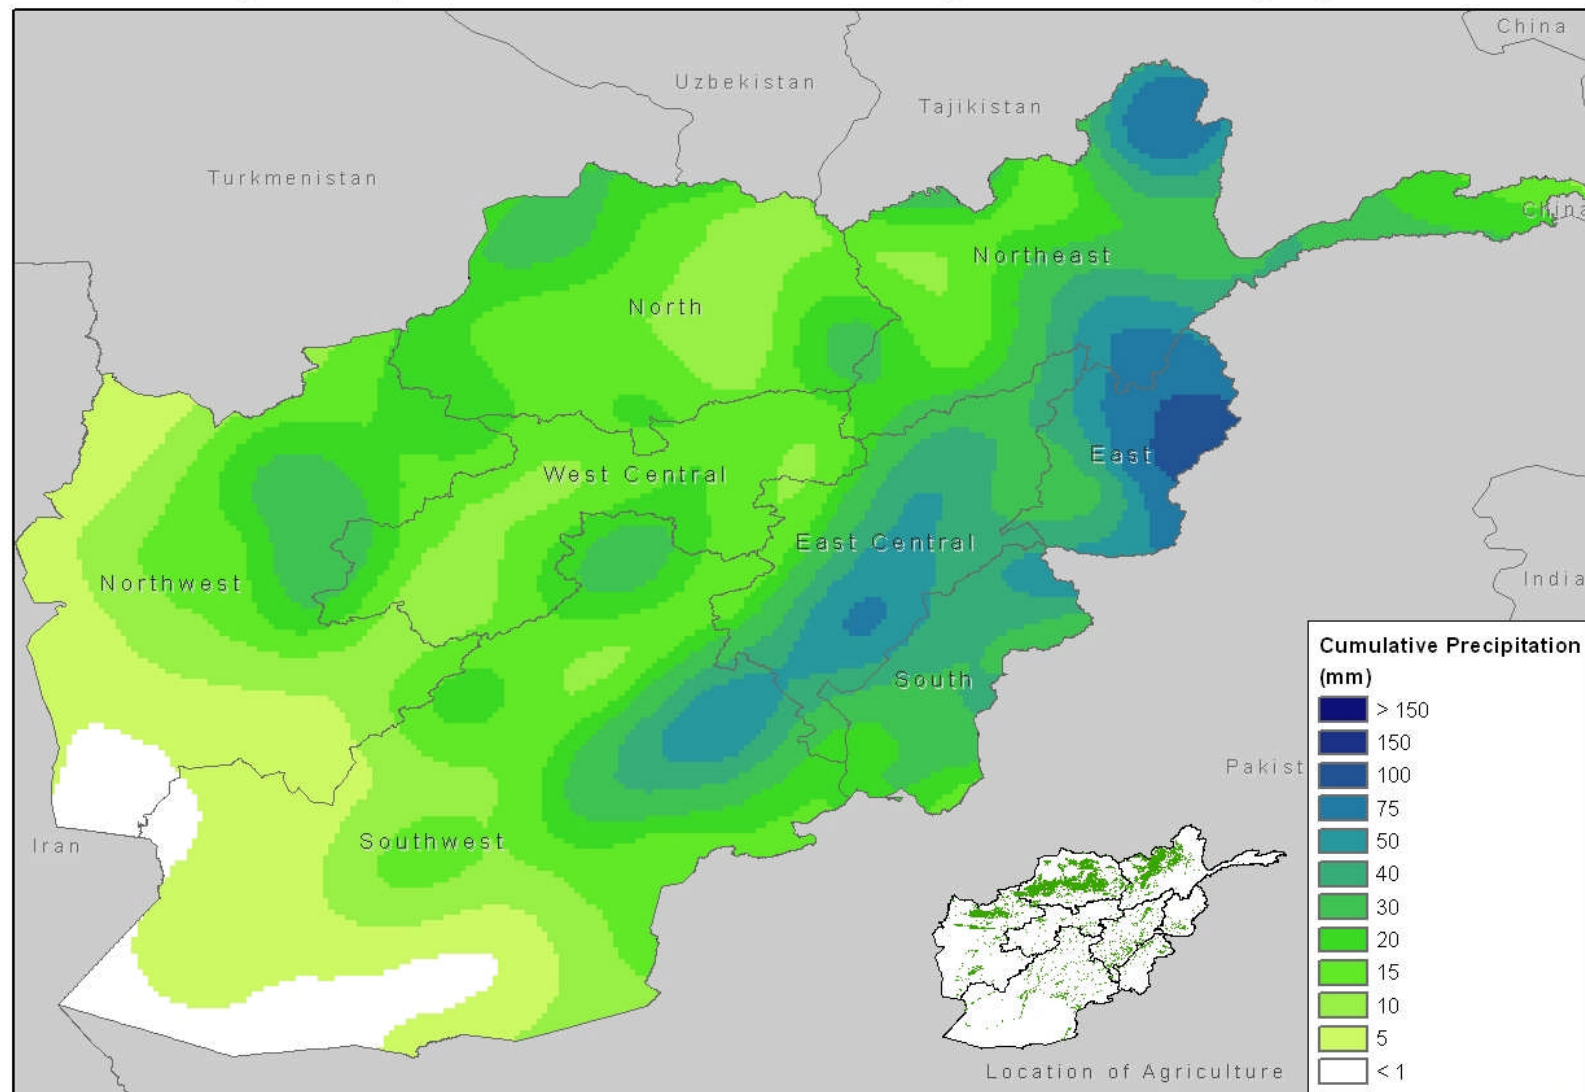 China
Uzbekistan
Tajikistan
Turkmenistan
China
Northeast
North
East
West Central
East Central
Northwest
India
South
Cumulative Precipitation
(mm)
> 150
150
100
75
50
40
30
20
15
10
5
< 1
Pakist
Iran
Southwest
Location of Agriculture